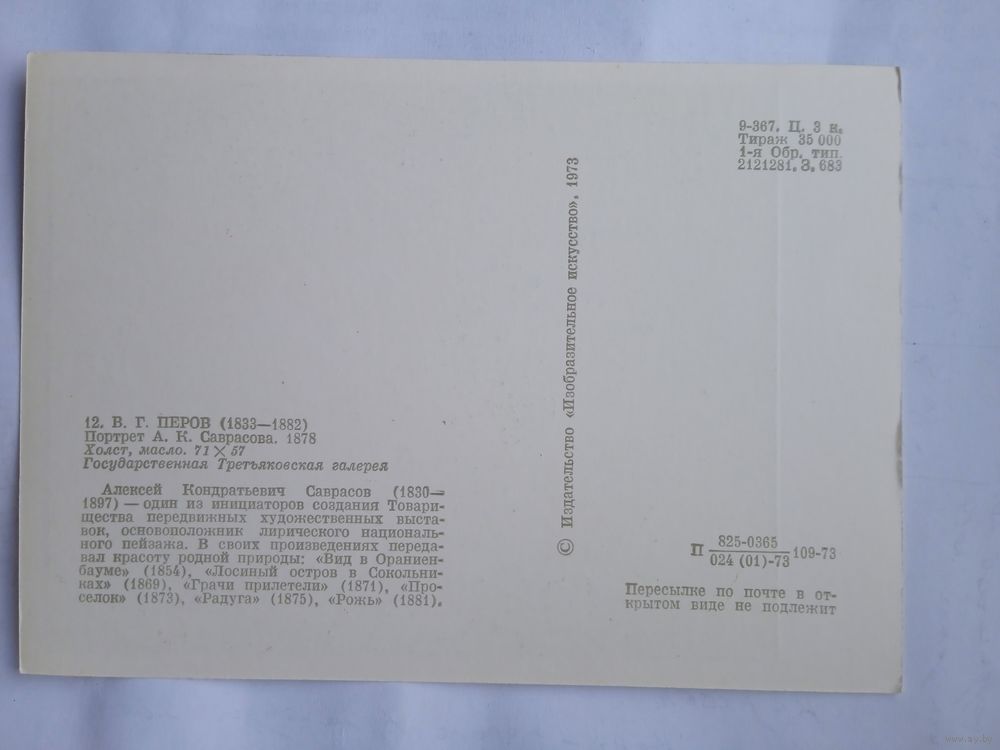 12. В. Г. ПЕРОВ (1833—1882)
Портрет А. К. Саврасова. 1878
Холст, масло. 71×57
Государственная Третьяковская галерея
Алексей Кондратьевич Саврасов (1830—
1897) — один из инициаторов создания Товари-
щества передвижных художественных выста-
вок, основоположник лирического националь-
ного пейзажа. В своих произведениях переда-
вал красоту родной природы: «Вид в Ораниен-
бауме» (1854), «Лосиный остров в Сокольни-
ках» (1869), «Грачи прилетели» (1871), «Про-
селок» (1873), «Радуга» (1875), «Рожь» (1881).
© Издательство «Изобразительное искусство», 1973
9-367. Ц. 3 к.
Тираж 35 000
1-я Обр. тип.
2121281. З. 683
П 825-0365
024 (01)-73 109-73
Пересылке по почте в от-
крытом виде не подлежит
www.ay.by